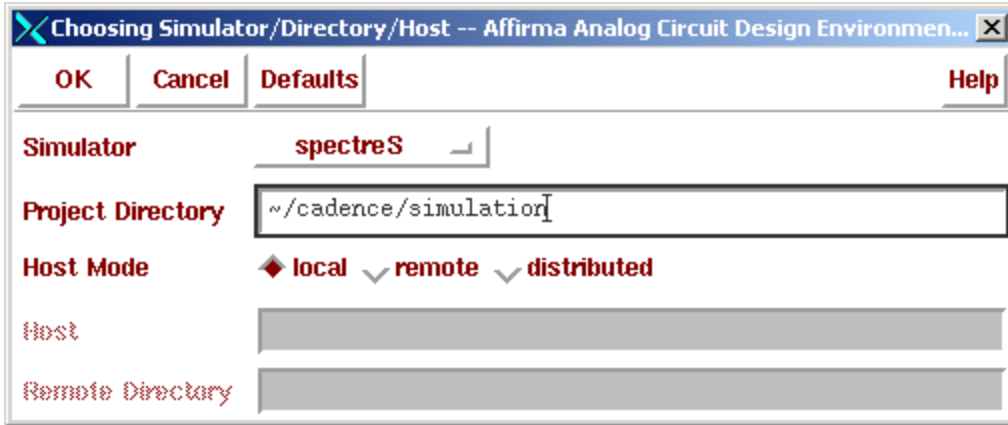 Choosing Simulator/Directory/Host -- Affirma Analog Circuit Design Environmen...
OK Cancel Defaults Help
Simulator spectreS
Project Directory ~/cadence/simulation
Host Mode local remote distributed
Host
Remote Directory